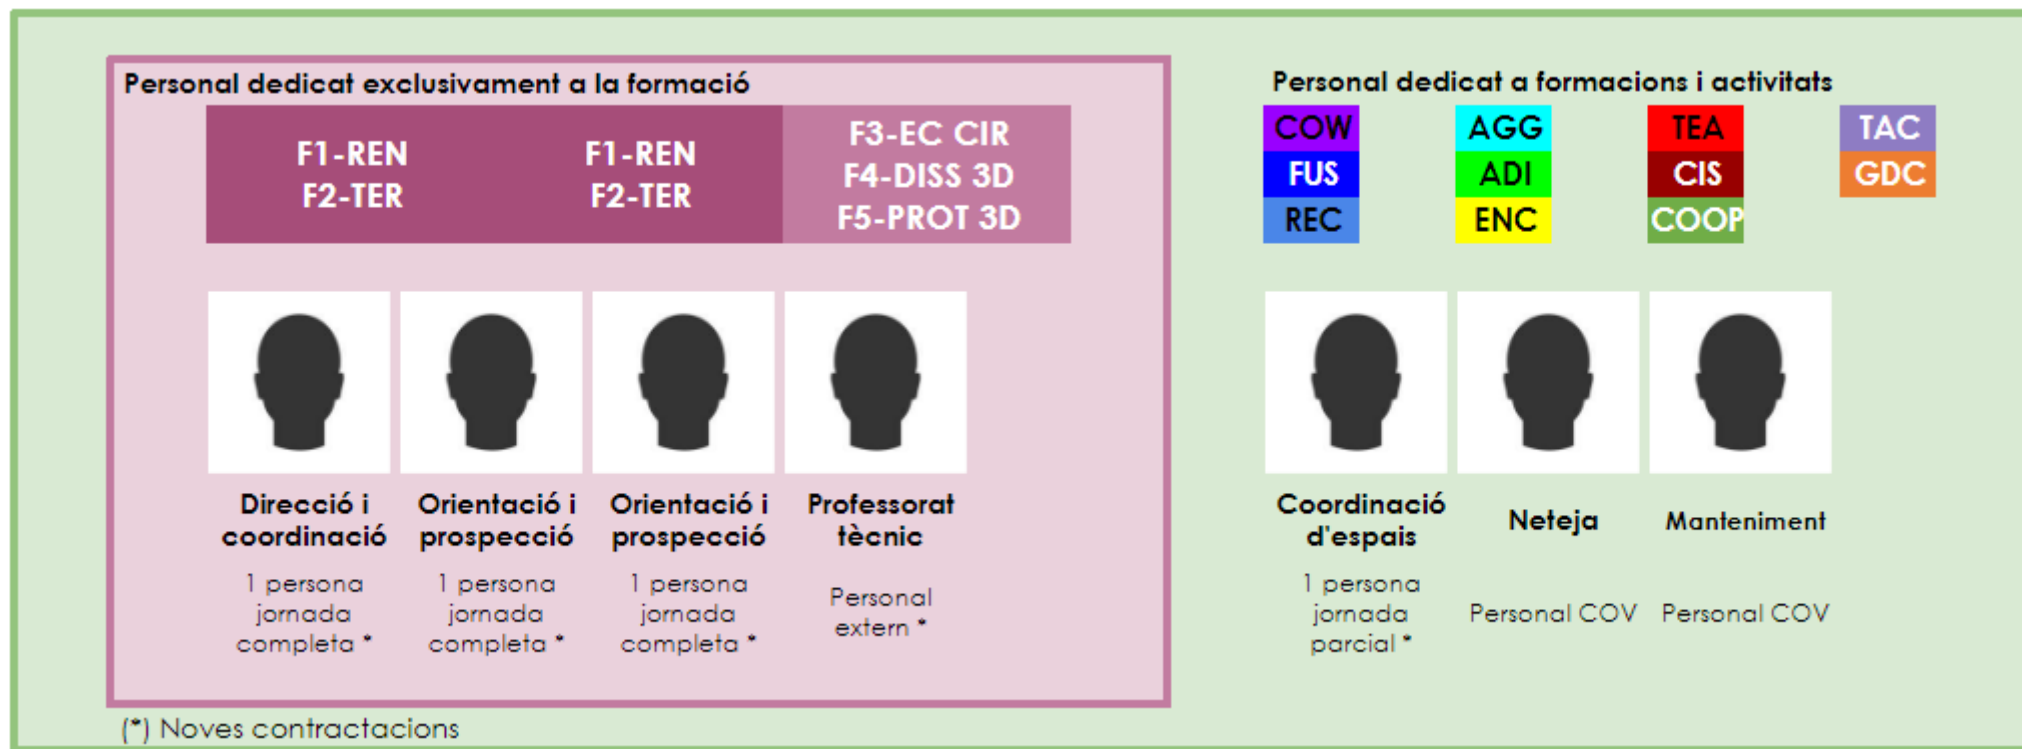 Personal dedicat exclusivament a la formació
F1-REN
F2-TER
F1-REN
F2-TER
F3-EC CIR
F4-DISS 3D
F5-PROT 3D
Direcció i
coordinació
1 persona
jornada
completa *
Orientació i
prospecció
1 persona
jornada
completa *
Orientació i
prospecció
1 persona
jornada
completa *
Professorat
tècnic
Personal
extern *
Personal dedicat a formacions i activitats
COW
FUS
REC
AGG
ADI
ENC
TEA
CIS
COOP
TAC
GDC
Coordinació
d'espais
1 persona
jornada
parcial *
Neteja
Personal COV
Manteniment
Personal COV
(*) Noves contractacions